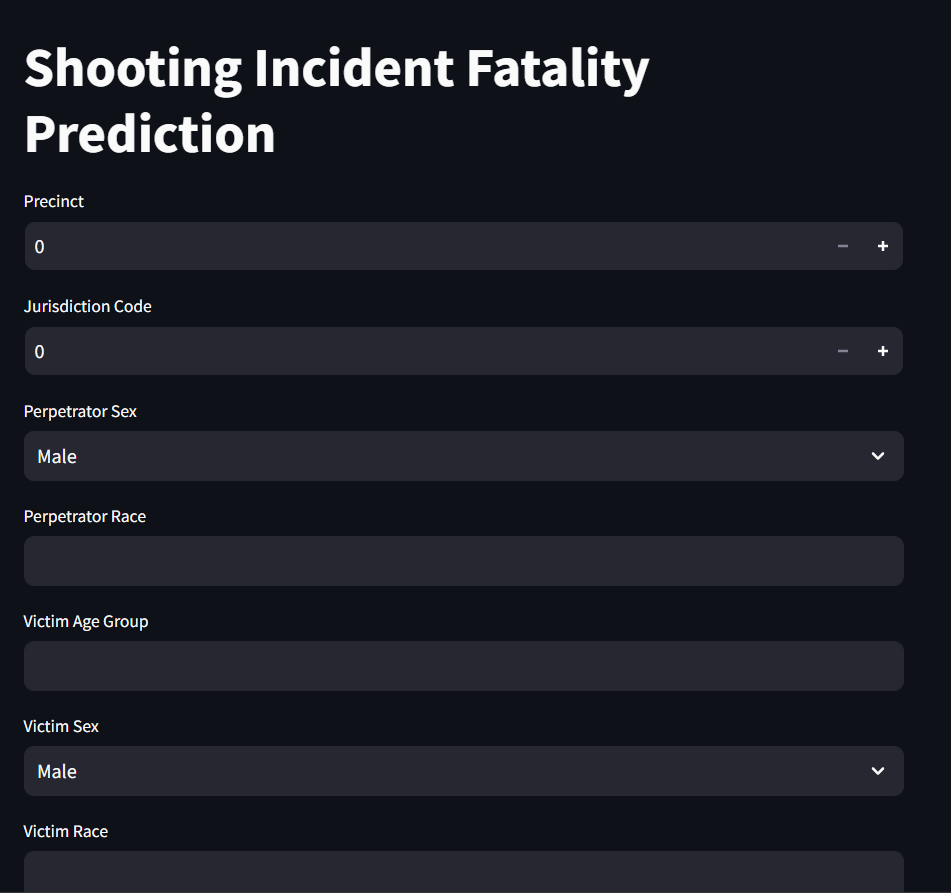 Shooting Incident Fatality
Prediction
Precinct
0
Jurisdiction Code
0
Perpetrator Sex
Male
Perpetrator Race
Victim Age Group
Victim Sex
Male
Victim Race